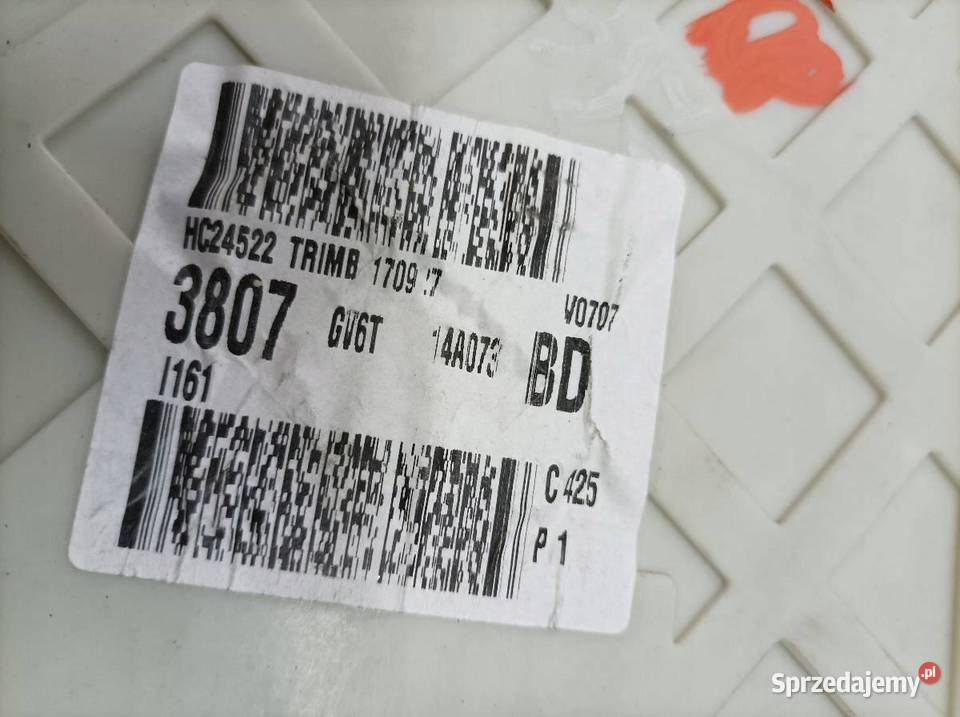 HC24522 TRIMB
V0707
3807 GV6T 14A073 BD
I161
C 425
P 1
Sprzedajemy.pl